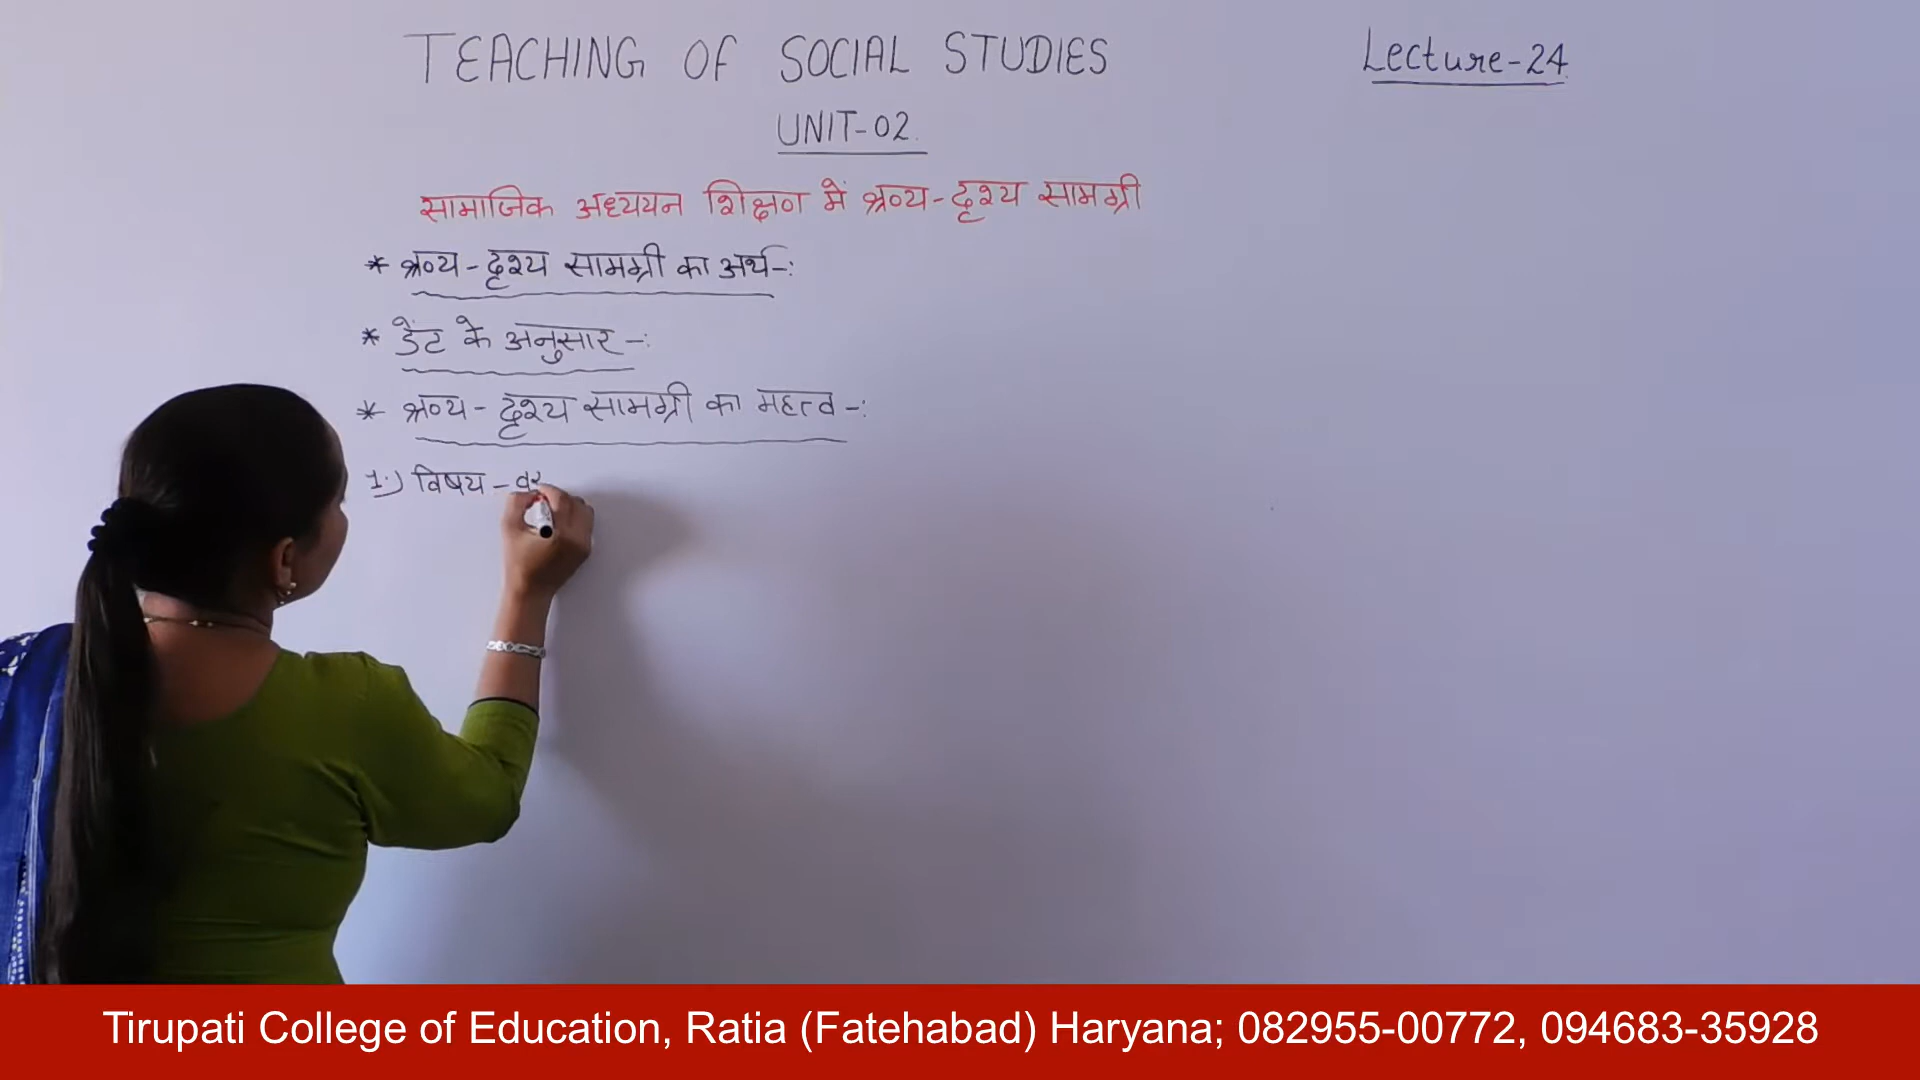 TEACHING OF SOCIAL STUDIES
Lecture-24
UNIT-02.
सामाजिक अध्ययन शिक्षण में श्रव्य-दृश्य सामग्री
* श्रव्य-दृश्य सामग्री का अर्थ-:
* डेंट के अनुसार-:
* श्रव्य-दृश्य सामग्री का महत्व-:
1.) विषय-
Tirupati College of Education, Ratia (Fatehabad) Haryana; 082955-00772, 094683-35928